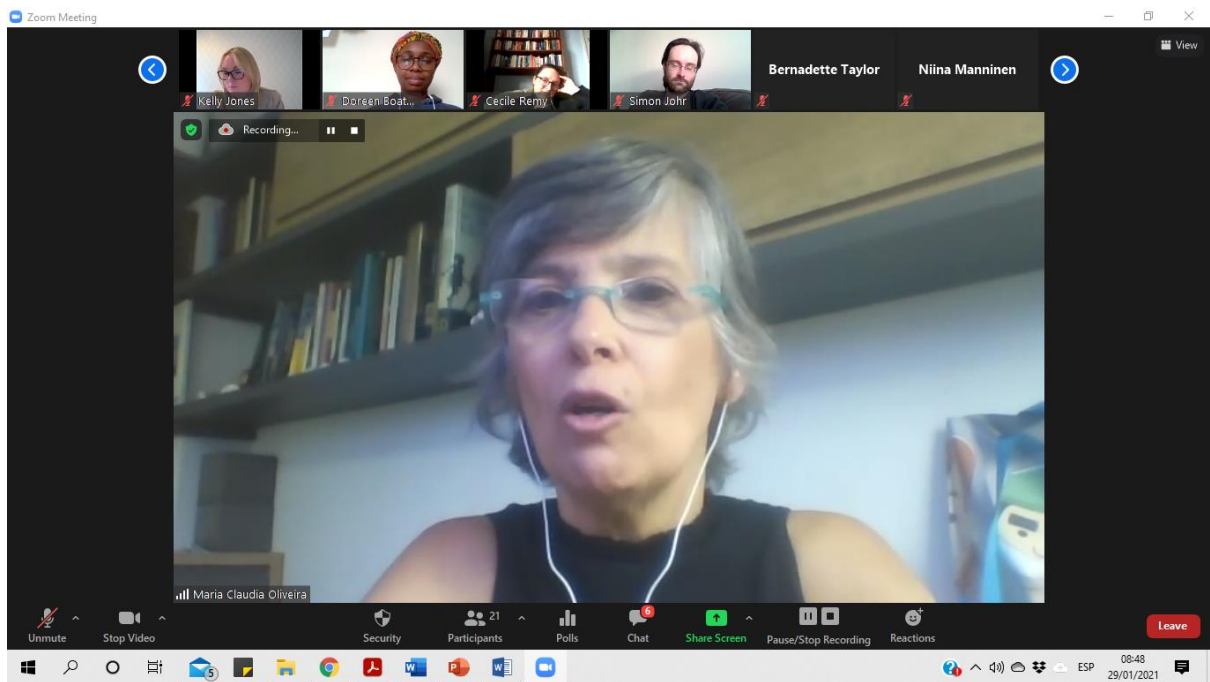 Zoom Meeting
View
Kelly Jones
Doreen Boat...
Cecile Remy
Simon Johr
Bernadette Taylor
Niina Manninen
Recording...
Maria Claudia Oliveira
Unmute
Stop Video
Security
21
Participants
Polls
6
Chat
Share Screen
Pause/Stop Recording
Reactions
Leave
5
ESP
08:48
29/01/2021